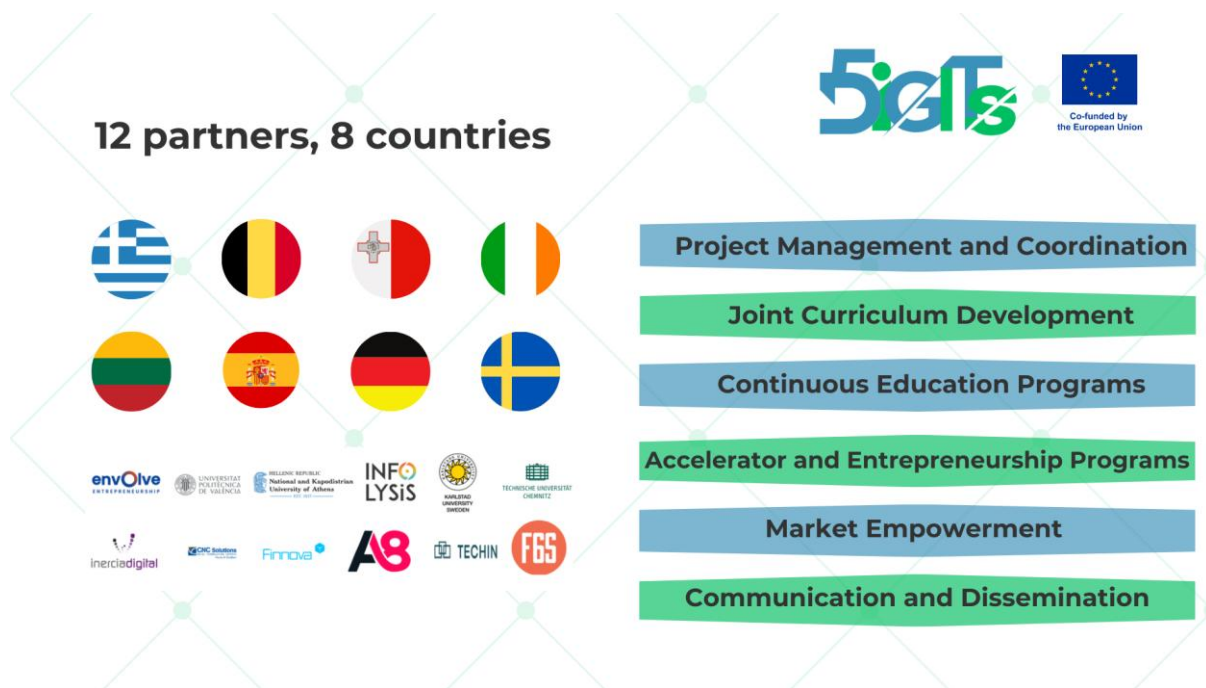 5iGITs
Co-funded by
the European Union
12 partners, 8 countries
Project Management and Coordination
Joint Curriculum Development
Continuous Education Programs
Accelerator and Entrepreneurship Programs
Market Empowerment
Communication and Dissemination
envOlve
ENTREPRENEURSHIP
UNIVERSITAT
POLITÈCNICA
DE VALÈNCIA
HELLENIC REPUBLIC
National and Kapodistrian
University of Athens
INFO
LYSiS
KARLSTAD
UNIVERSITY
SWEDEN
TECHNISCHE UNIVERSITÄT
CHEMNITZ
inerciadigital
CNC Solutions
Finnova
A8
TECHIN
F6S